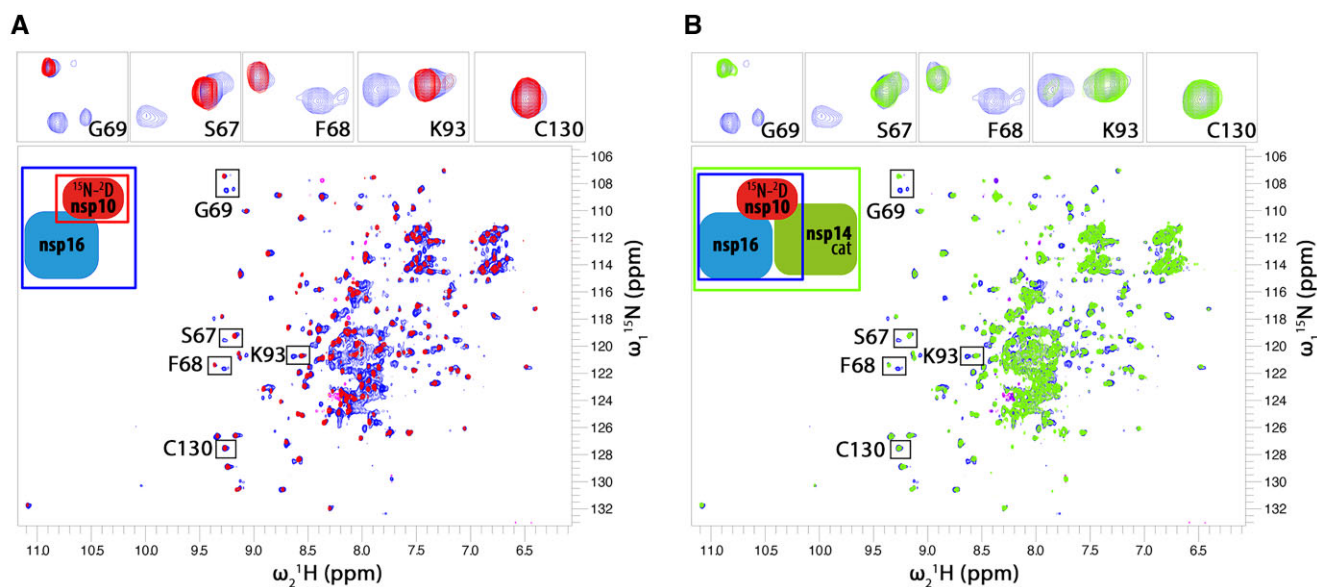 A
G69 S67 F68 K93 C130
¹⁵N-²D
nsp10
nsp16
G69
S67
K93
F68
C130
106
108
110
112
114
116
118
120
122
124
126
128
130
132
ω₁ ¹⁵N (ppm)
11.0 10.5 10.0 9.5 9.0 8.5 8.0 7.5 7.0 6.5
ω₂ ¹H (ppm)
B
G69 S67 F68 K93 C130
¹⁵N-²D
nsp10
nsp16
nsp14
cat
G69
S67
K93
F68
C130
106
108
110
112
114
116
118
120
122
124
126
128
130
132
ω₁ ¹⁵N (ppm)
11.0 10.5 10.0 9.5 9.0 8.5 8.0 7.5 7.0 6.5
ω₂ ¹H (ppm)